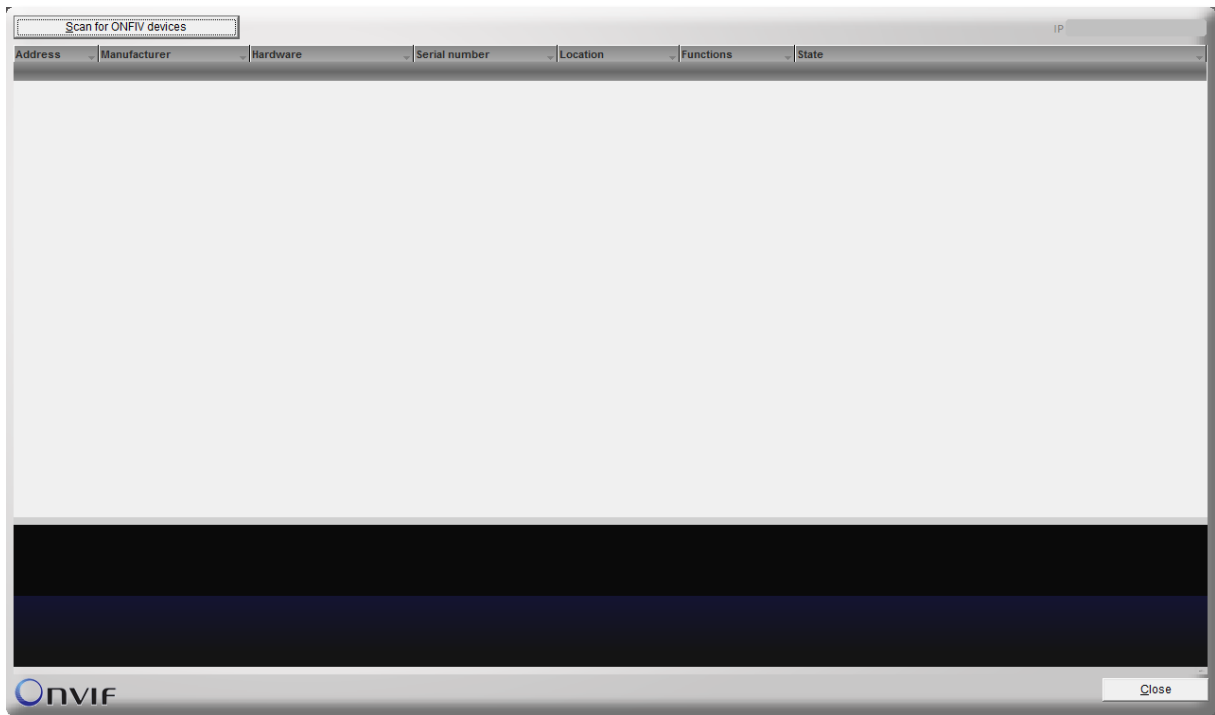 Scan for ONFIV devices
IP
Address Manufacturer Hardware Serial number Location Functions State
ONVIF
Close